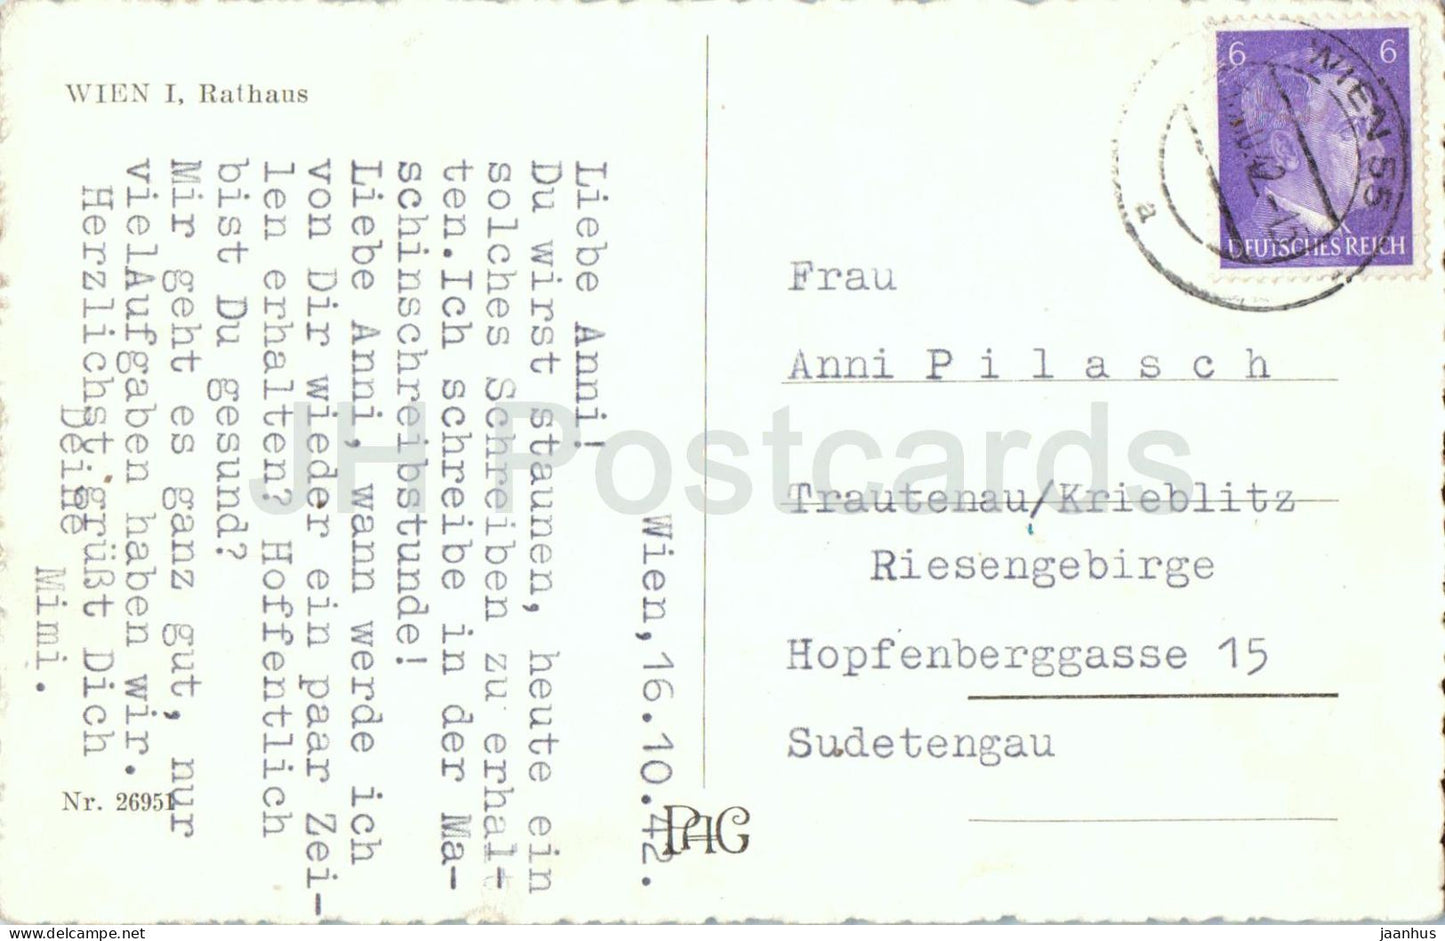 WIEN I, Rathaus
Wien,16.10.42.
Liebe Anni!
Du wirst staunen, heute ein
solches Schreiben zu erhal-
ten.Ich schreibe in der Ma-
schinschreibstunde!
Liebe Anni, wann werde ich
von Dir wieder ein paar Zei-
len erhalten? Hoffentlich
bist Du gesund?
Mir geht es ganz gut, nur
vielAufgaben haben wir.
Herzlichst grüßt Dich
Deine
Mimi.
Nr. 26951
PAG
6 6
DEUTSCHES REICH
WIEN 55
a
Frau
Anni P i l a s c h
Trautenau/Krieblitz
Riesengebirge
Hopfenberggasse 15
Sudetengau
JH Postcards
https://www.delcampe.net
jaanhus